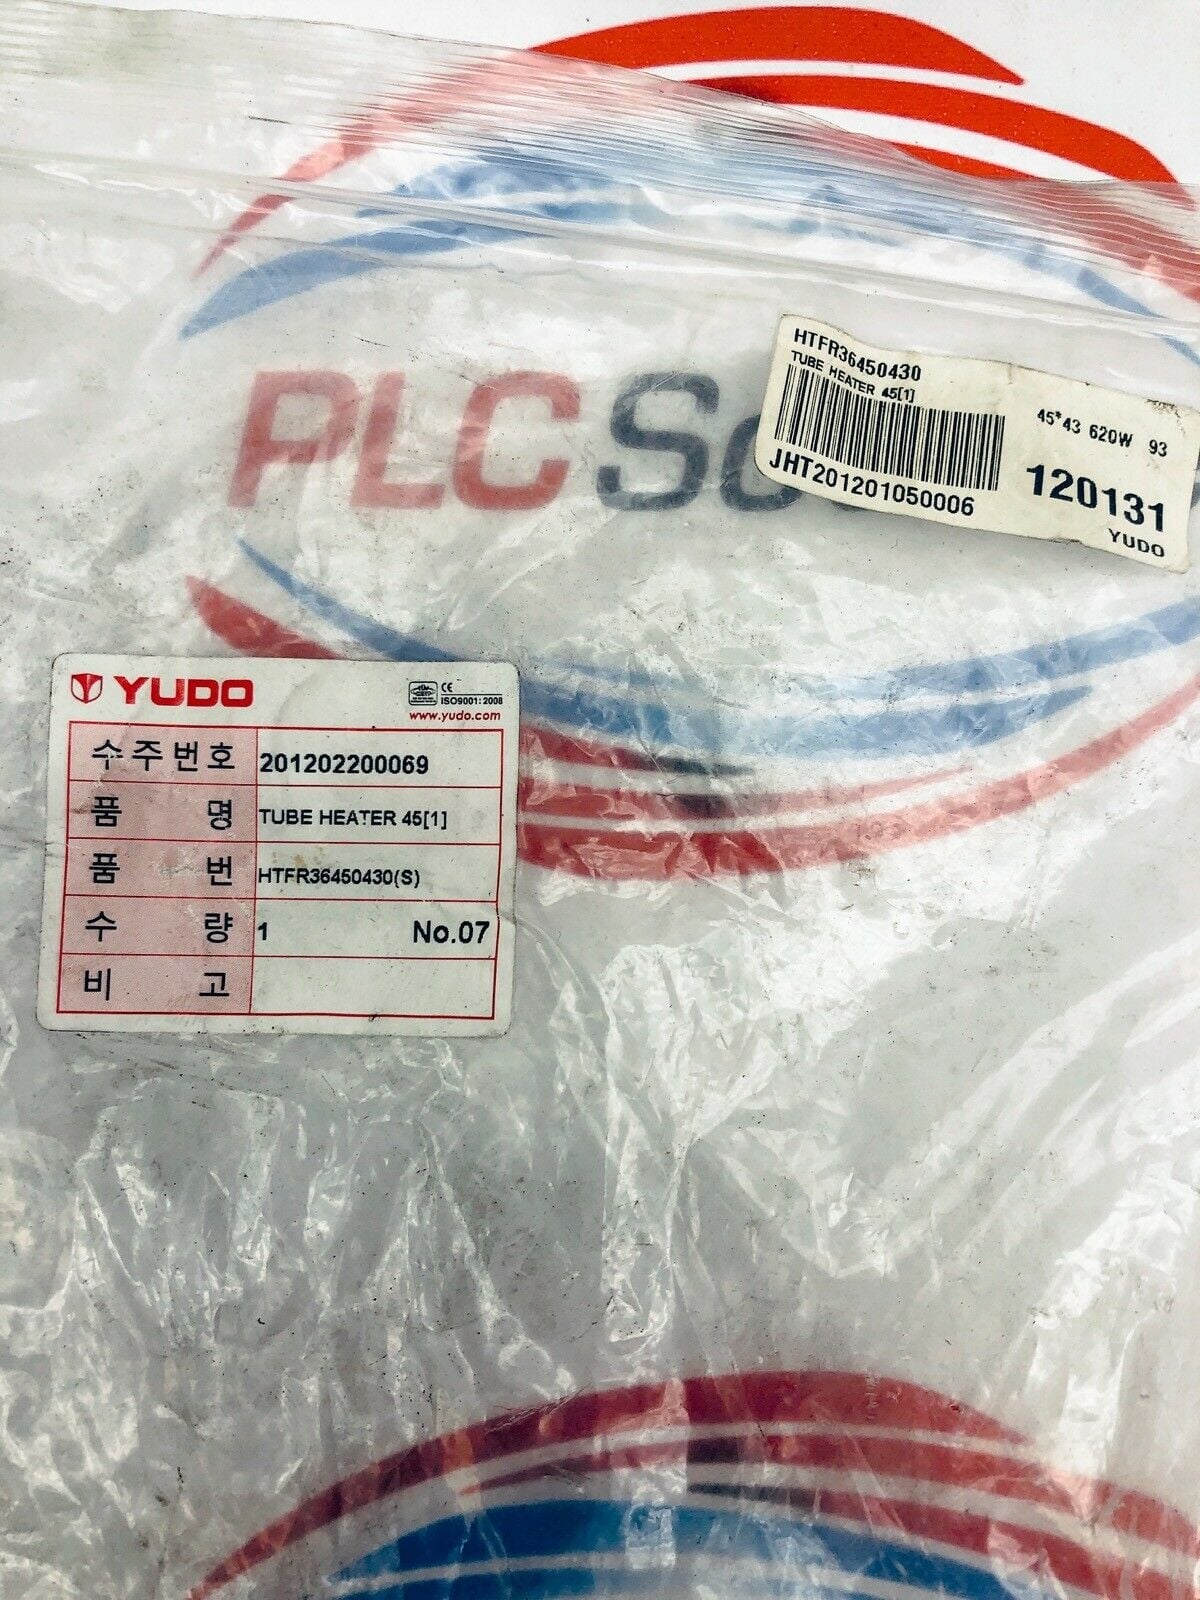 HTFR36450430
TUBE HEATER 45[1]
45*43 620W 93
JHT201201050006
120131
YUDO
PLC
YUDO
CE
ISO9001: 2008
www.yudo.com
수주번호 201202200069
품 명 TUBE HEATER 45[1]
품 번 HTFR36450430(S)
수 량 1 No.07
비 고